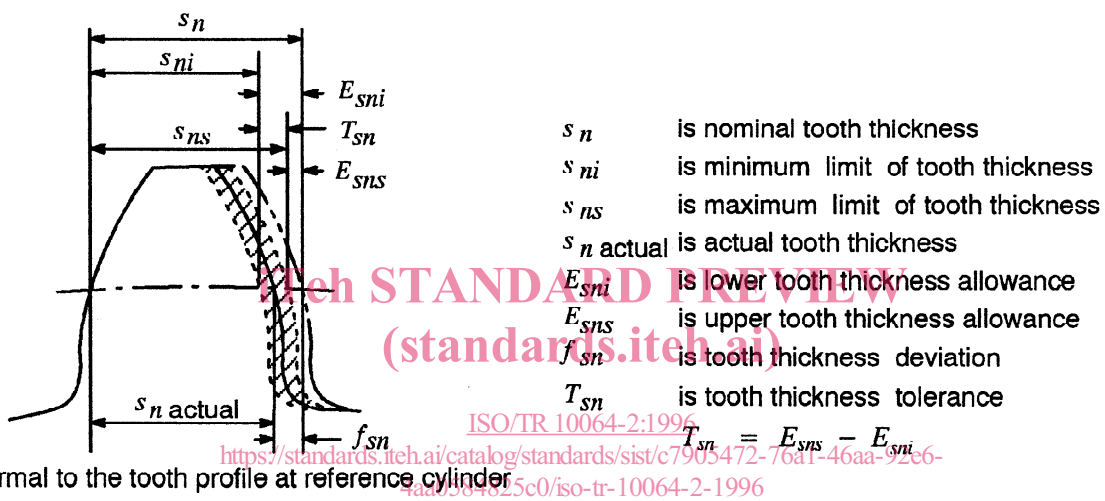 s n
s ni
E sni
s ns
T sn
E sns
s n actual
f sn
s n is nominal tooth thickness
s ni is minimum limit of tooth thickness
s ns is maximum limit of tooth thickness
s n actual is actual tooth thickness
E sni is lower tooth thickness allowance
E sns is upper tooth thickness allowance
f sn is tooth thickness deviation
T sn is tooth thickness tolerance
T sn = E sns − E sni
iTeh STANDARD PREVIEW
(standards.iteh.ai)
ISO/TR 10064-2:1996
https://standards.iteh.ai/catalog/standards/sist/c7905472-76a1-46aa-92e6-
4aa0584825c0/iso-tr-10064-2-1996
rmal to the tooth profile at reference cylinder